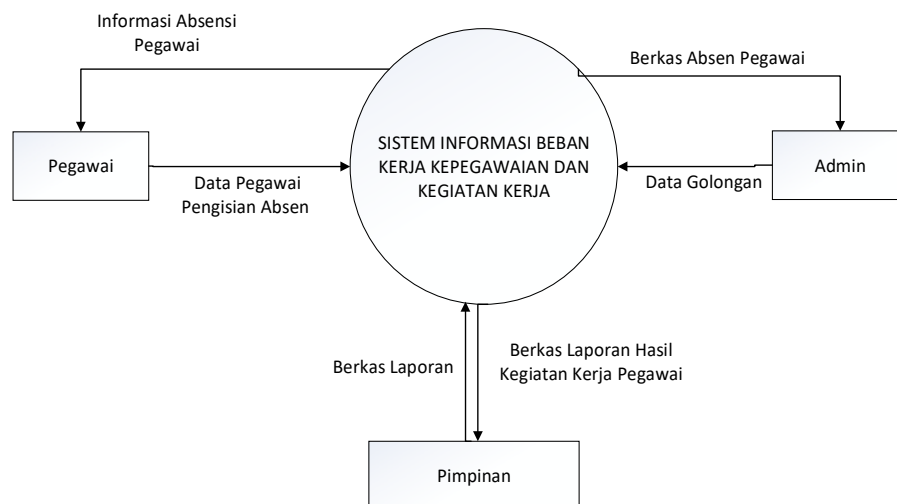 Informasi Absensi
Pegawai
Berkas Absen Pegawai
SISTEM INFORMASI BEBAN
KERJA KEPEGAWAIAN DAN
KEGIATAN KERJA
Pegawai
Admin
Data Pegawai
Pengisian Absen
Data Golongan
Berkas Laporan
Berkas Laporan Hasil
Kegiatan Kerja Pegawai
Pimpinan